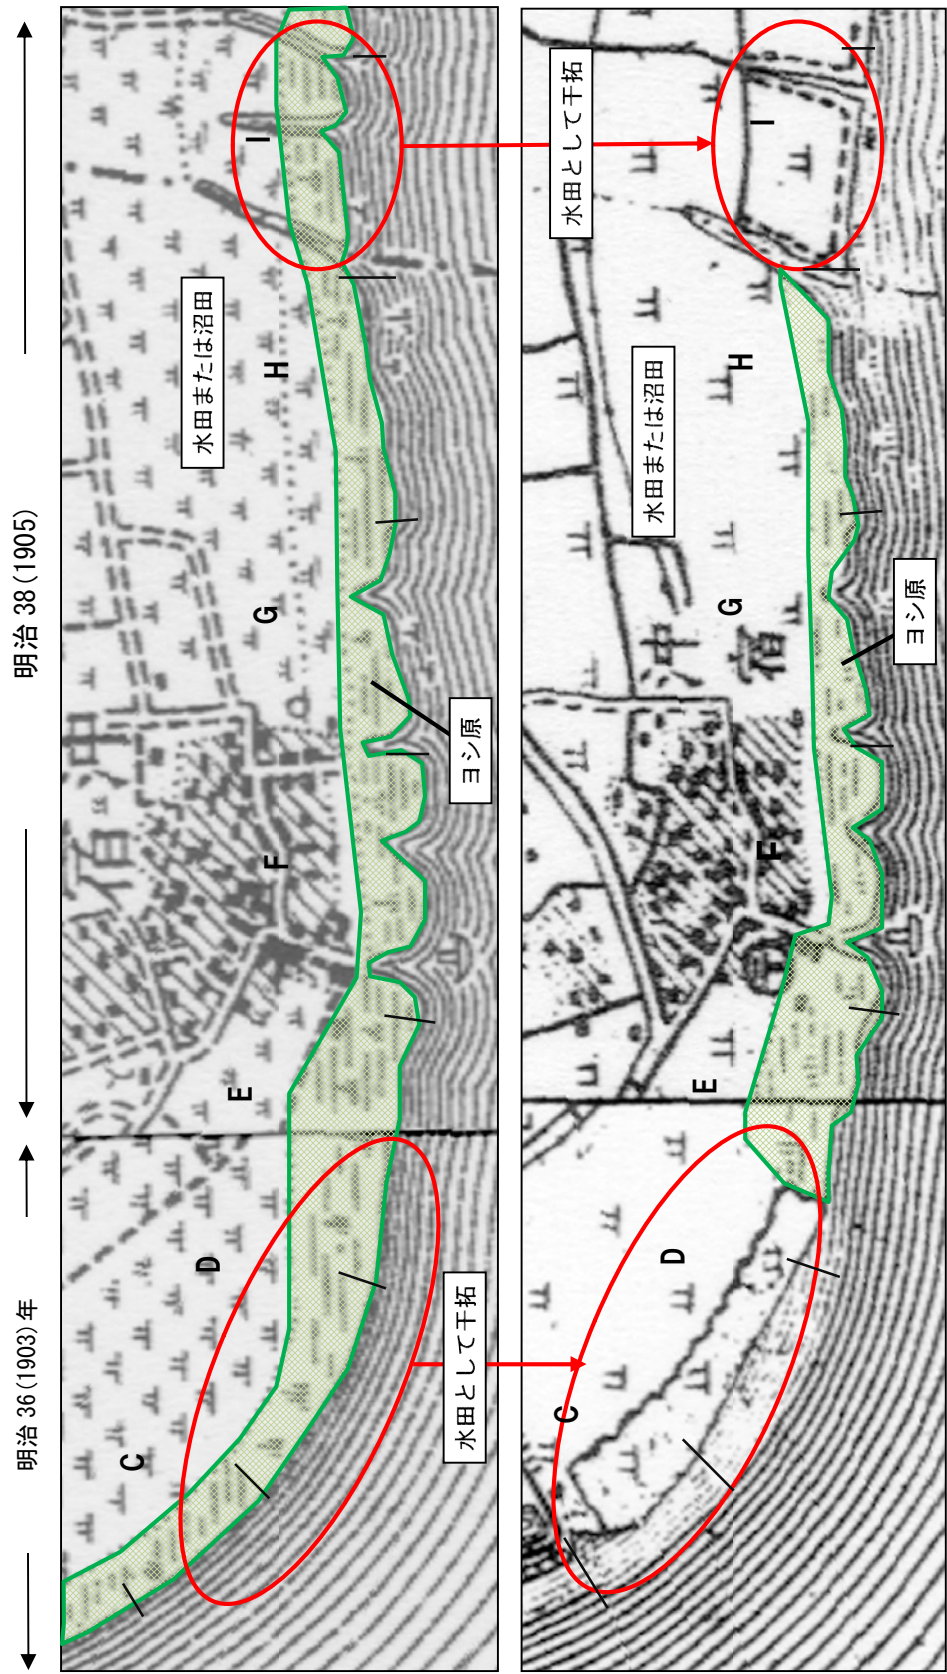 明治 36 (1903) 年
明治 38 (1905)
C
D
E
F
G
H
I
水田または沼田
ヨシ原
中
宿
水田として干拓
水田として干拓
C
D
E
F
G
H
I
水田または沼田
ヨシ原
沖
宿